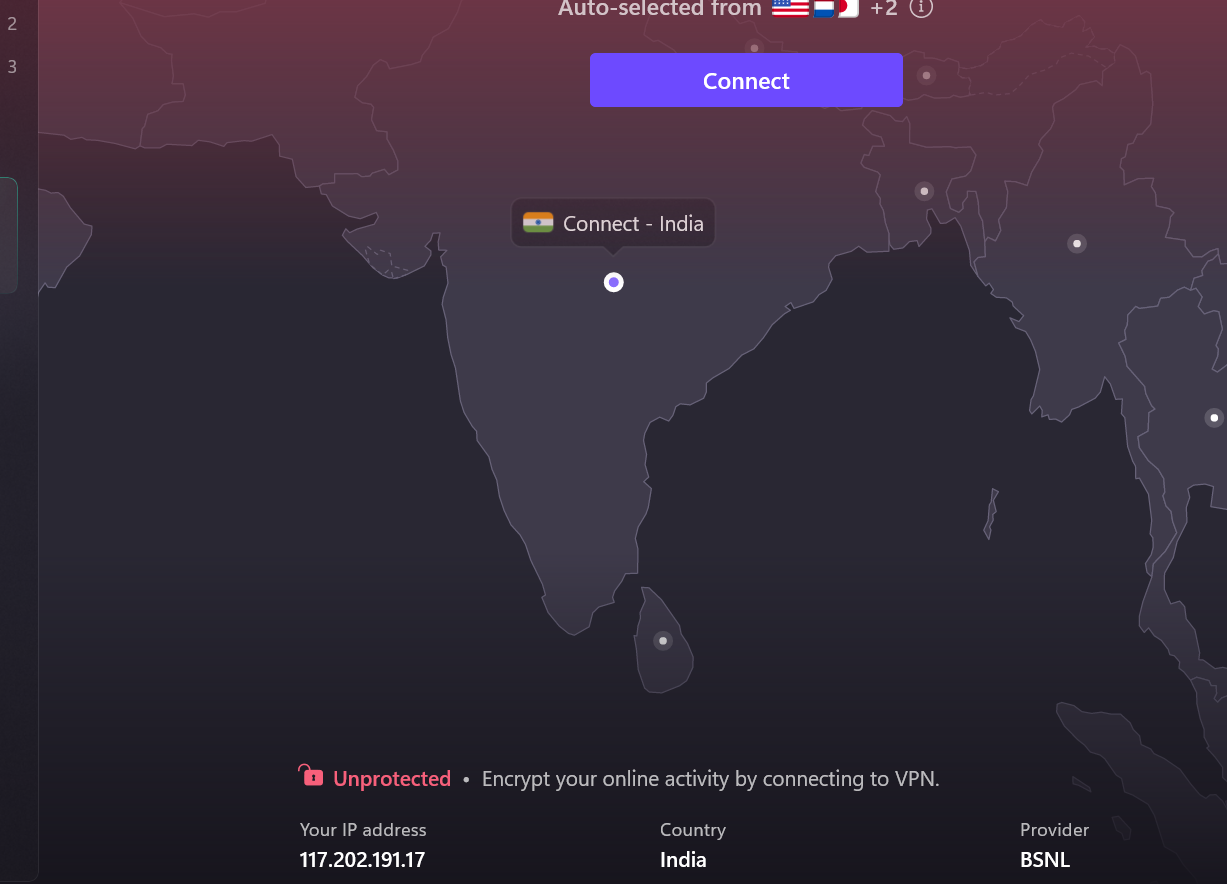 2
3
Auto-selected from +2
Connect
Connect - India
Unprotected • Encrypt your online activity by connecting to VPN.
Your IP address Country Provider
117.202.191.17 India BSNL